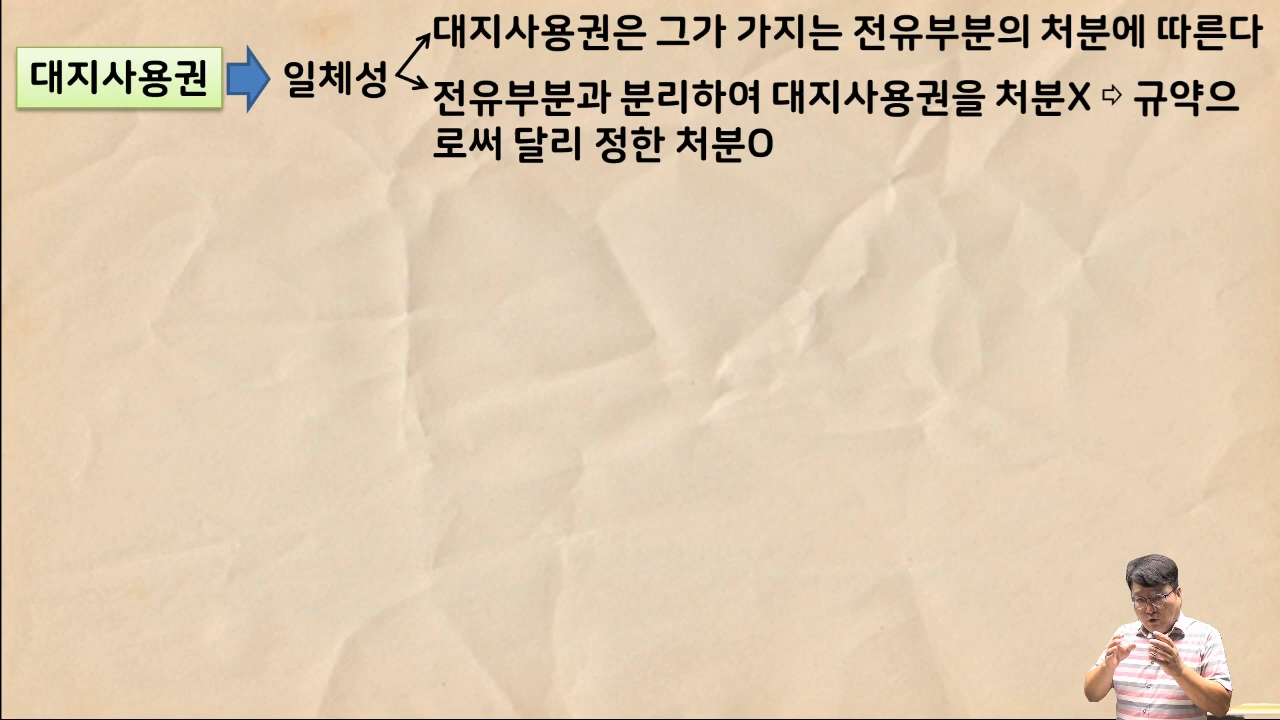 대지사용권
일체성
대지사용권은 그가 가지는 전유부분의 처분에 따른다
전유부분과 분리하여 대지사용권을 처분X ⇨ 규약으
로써 달리 정한 처분O